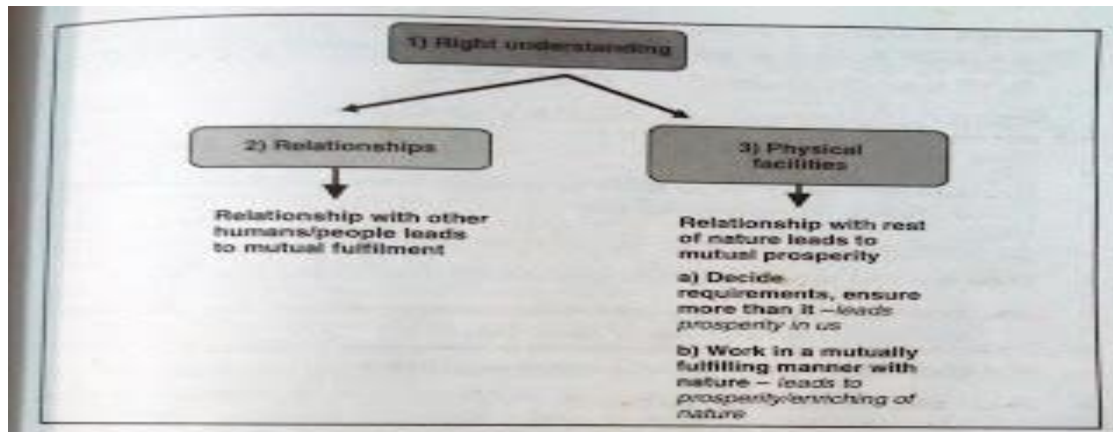 1) Right understanding
2) Relationships
Relationship with other
humans/people leads
to mutual fulfilment
3) Physical
facilities
Relationship with rest
of nature leads to
mutual prosperity
a) Decide
requirements, ensure
more than it –leads
prosperity in us
b) Work in a mutually
fulfilling manner with
nature – leads to
prosperity/enriching of
nature